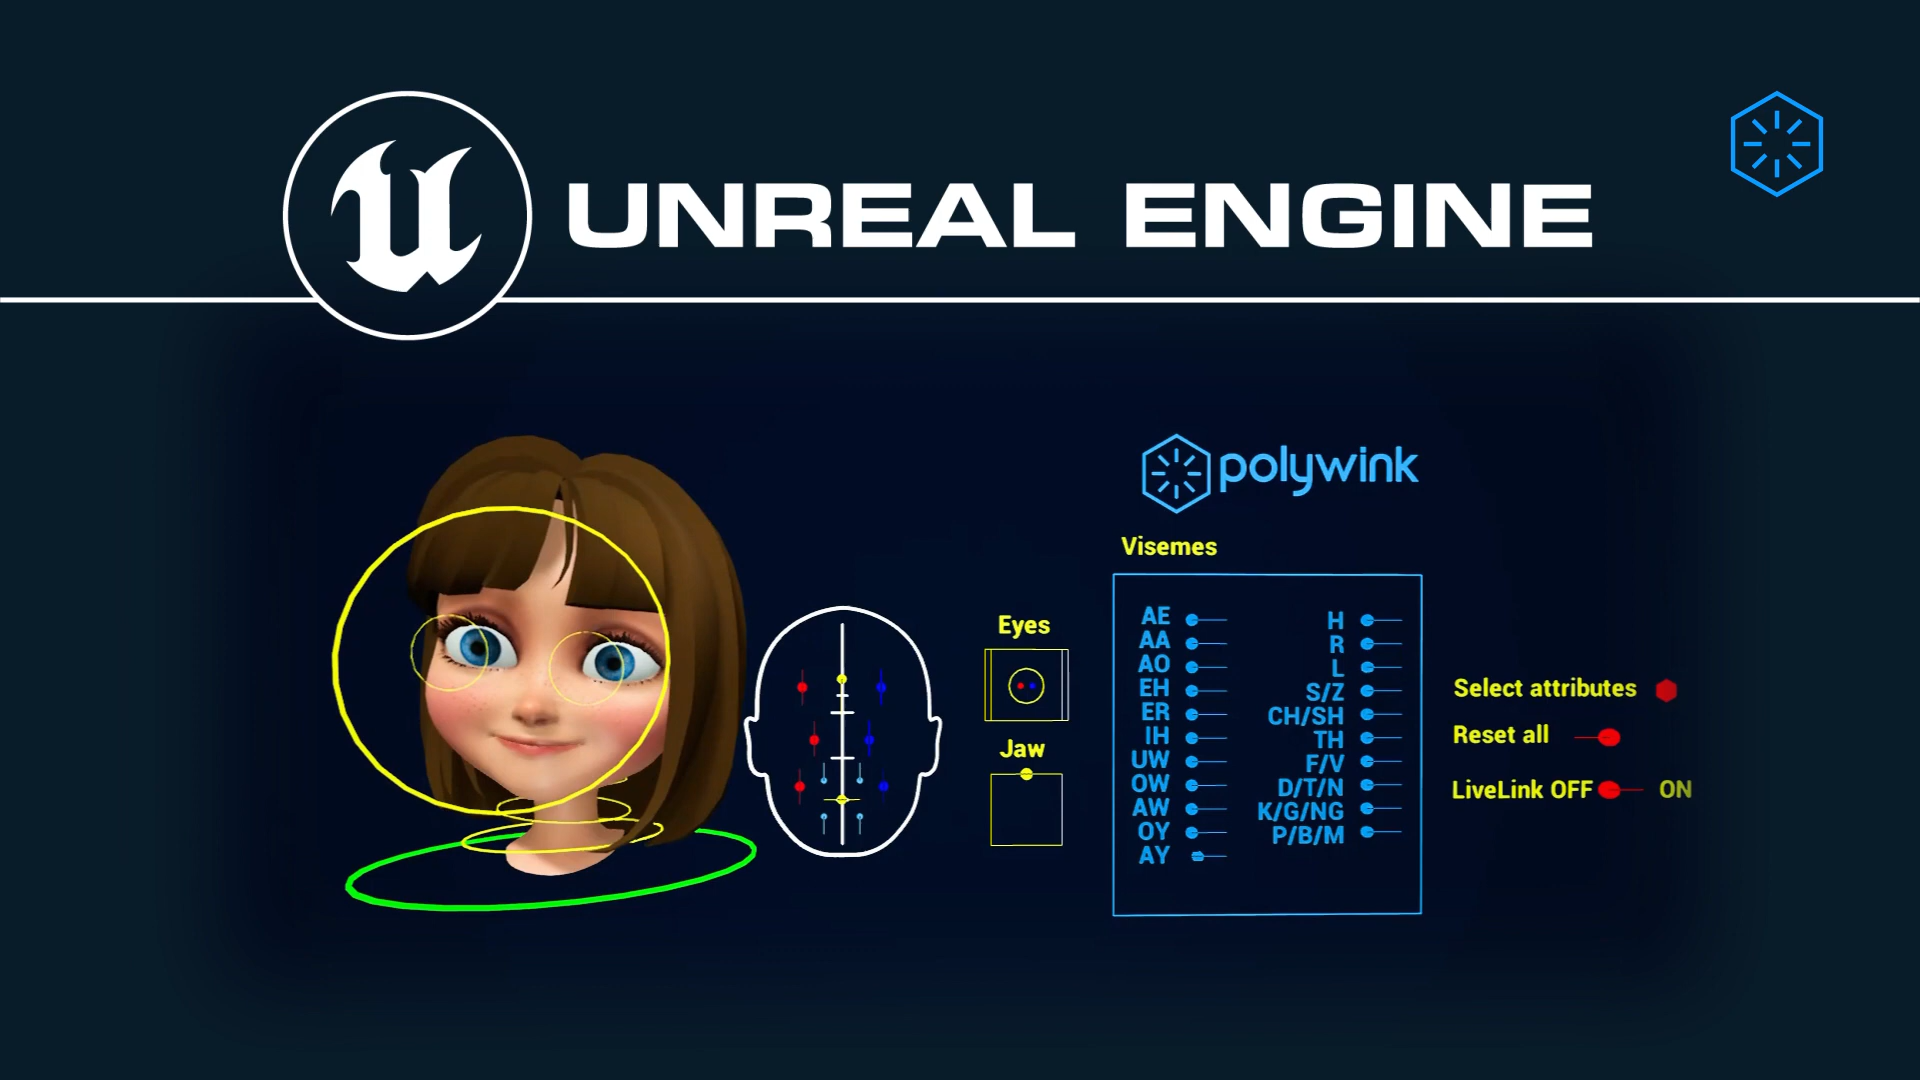 UNREAL ENGINE
polywink
Visemes
AE
AA
AO
EH
ER
IH
UW
OW
AW
OY
AY
H
R
L
S/Z
CH/SH
TH
F/V
D/T/N
K/G/NG
P/B/M
Eyes
Jaw
Select attributes
Reset all
LiveLink OFF ON